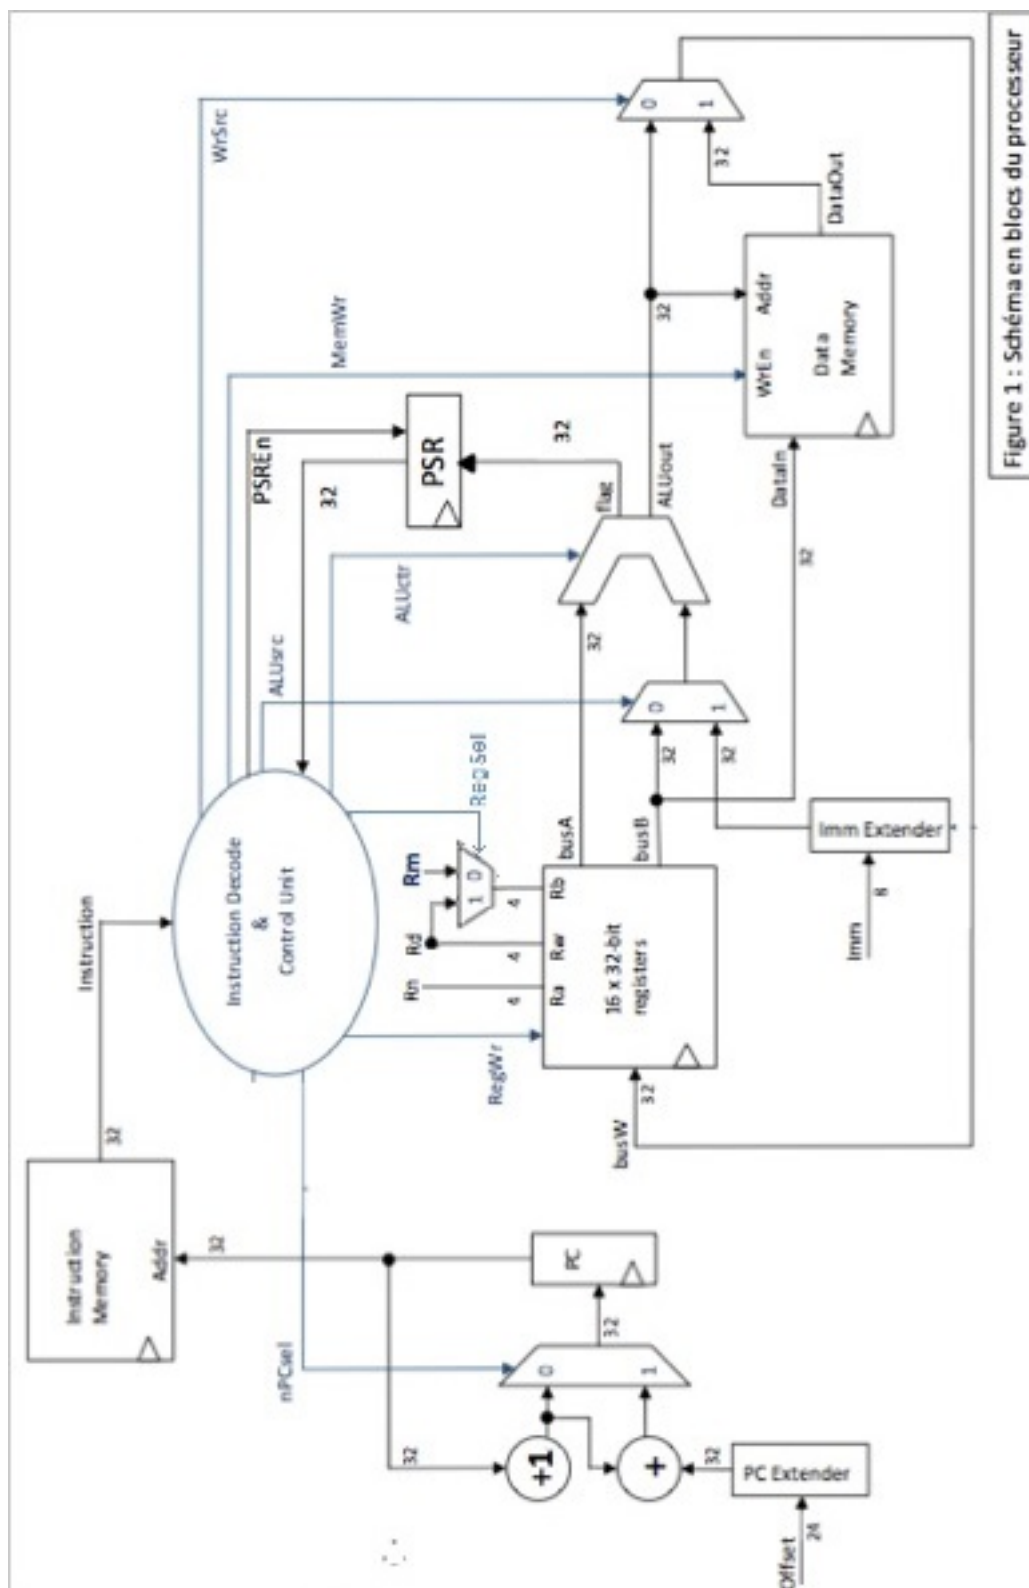 Instruction
Memory
Addr
32
Instruction
32
nPCsel
32
+1
+
32
PC Extender
Offset
24
0
1
32
PC
Instruction Decode
&
Control Unit
RegWr
Rn
Rd
Rm
1 0
RegSel
4
4
4
Ra
Rw
Rb
16 x 32-bit
registers
busW
32
busA
busB
32
32
32
0
1
Imm Extender
Imm
8
ALUsrc
ALUctr
PSREn
32
PSR
32
flag
ALUout
MemWr
WrSrc
DataIn
32
32
WrEn
Addr
Data
Memory
DataOut
32
0
1
Figure 1 : Schéma en blocs du processeur